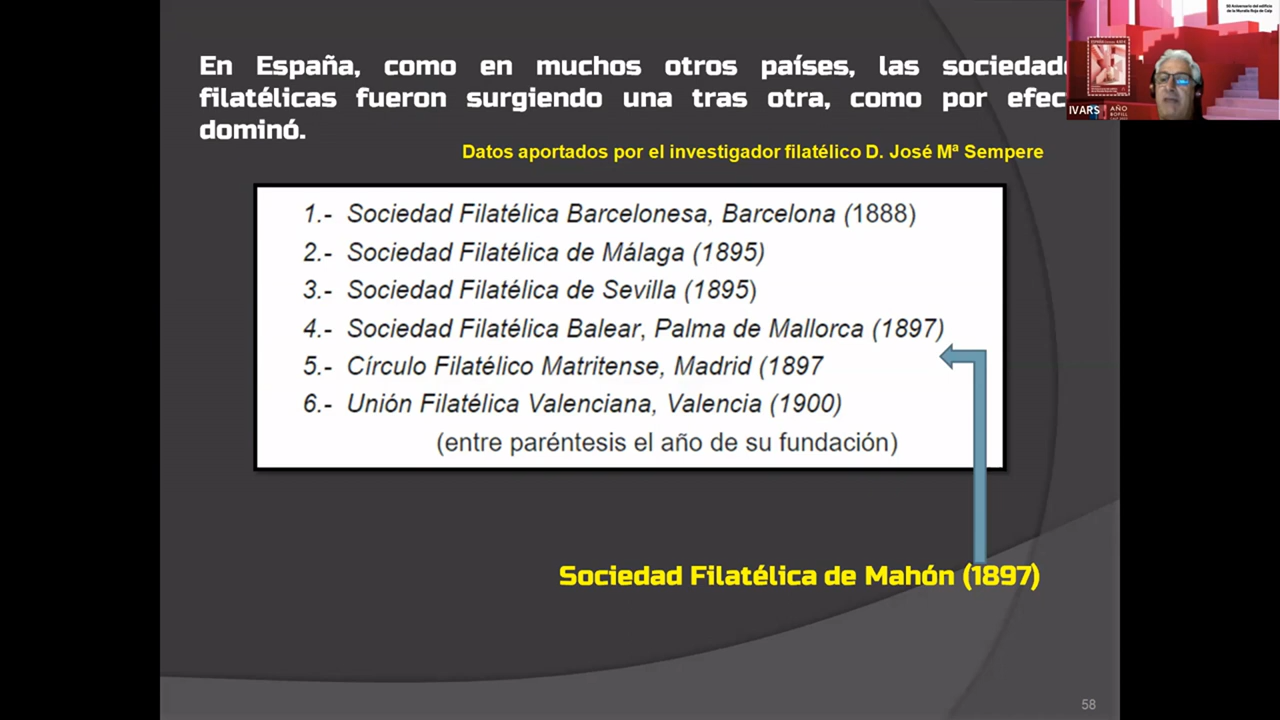 En España, como en muchos otros países, las
filatélicas fueron surgiendo una tras otra, como por
dominó.
Datos aportados por el investigador filatélico D. José Mª Sempere
1.- Sociedad Filatélica Barcelonesa, Barcelona (1888)
2.- Sociedad Filatélica de Málaga (1895)
3.- Sociedad Filatélica de Sevilla (1895)
4.- Sociedad Filatélica Balear, Palma de Mallorca (1897)
5.- Círculo Filatélico Matritense, Madrid (1897
6.- Unión Filatélica Valenciana, Valencia (1900)
(entre paréntesis el año de su fundación)
Sociedad Filatélica de Mahón (1897)
58
IVARS
AÑO
BOFILL